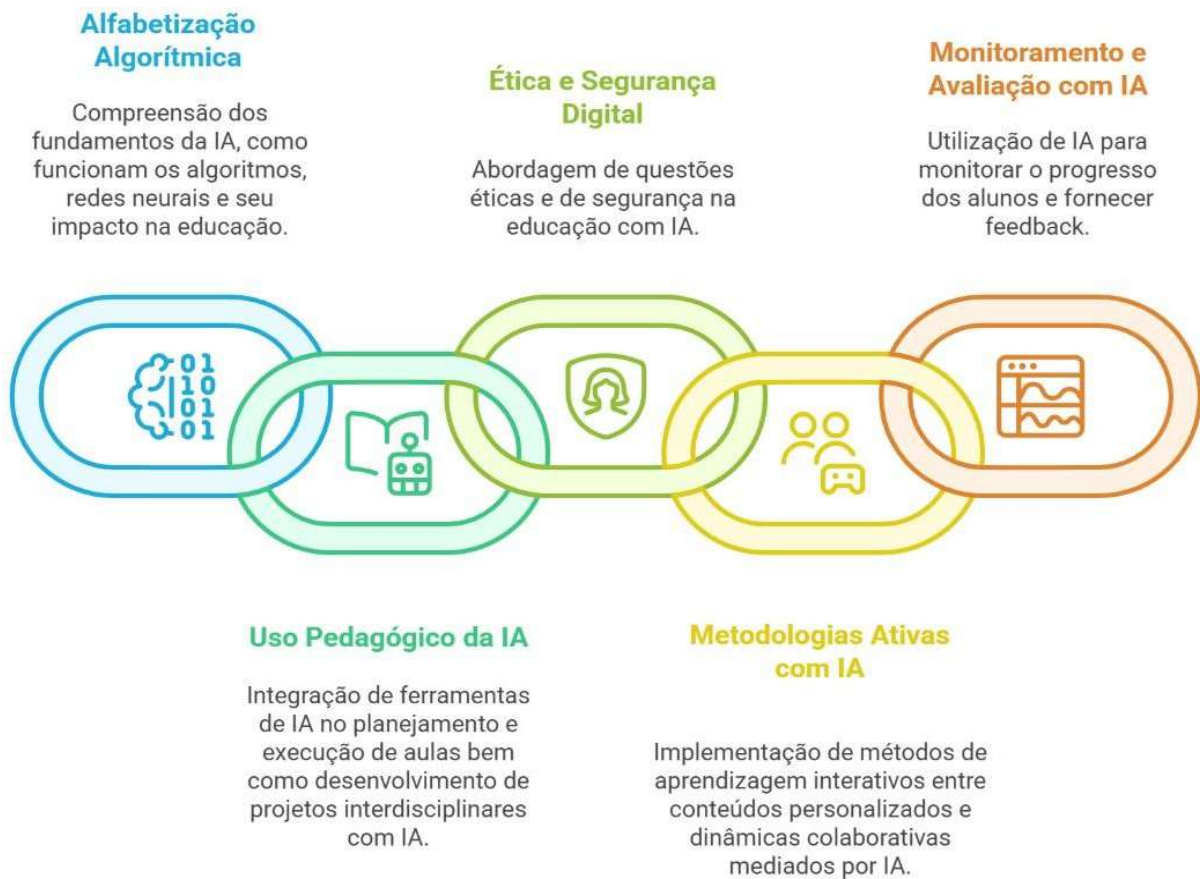 Alfabetização
Algorítmica
Compreensão dos
fundamentos da IA, como
funcionam os algoritmos,
redes neurais e seu
impacto na educação.
Ética e Segurança
Digital
Abordagem de questões
éticas e de segurança na
educação com IA.
Monitoramento e
Avaliação com IA
Utilização de IA para
monitorar o progresso
dos alunos e fornecer
feedback.
01
10
01
01
Uso Pedagógico da IA
Integração de ferramentas
de IA no planejamento e
execução de aulas bem
como desenvolvimento de
projetos interdisciplinares
com IA.
Metodologias Ativas
com IA
Implementação de métodos de
aprendizagem interativos entre
conteúdos personalizados e
dinâmicas colaborativas
mediados por IA.